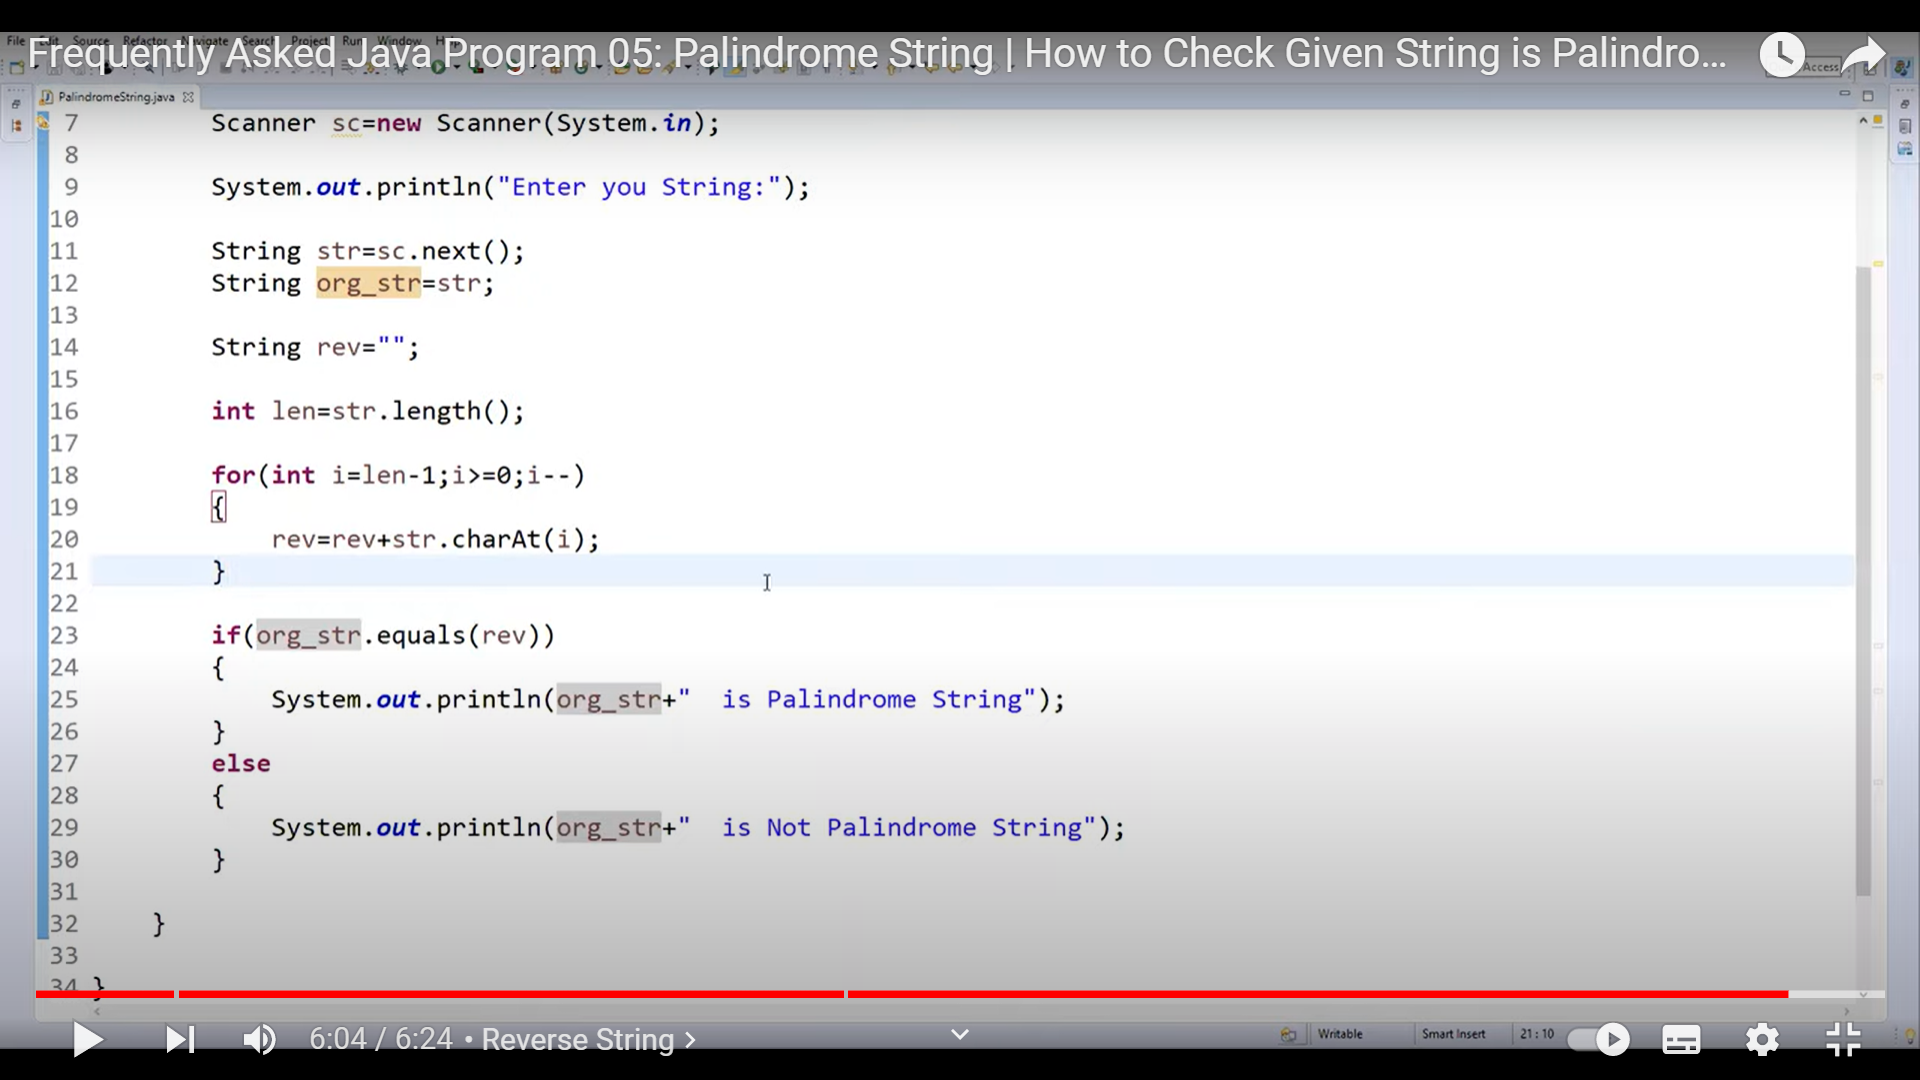 File Edit Source Refactor Navigate Search Project Run Window Help
Frequently Asked Java Program 05: Palindrome String | How to Check Given String is Palindro...
Access
PalindromeString.java
7 Scanner sc=new Scanner(System.in);
8
9 System.out.println("Enter you String:");
10
11 String str=sc.next();
12 String org_str=str;
13
14 String rev="";
15
16 int len=str.length();
17
18 for(int i=len-1;i>=0;i--)
19 {
20 rev=rev+str.charAt(i);
21 }
22
23 if(org_str.equals(rev))
24 {
25 System.out.println(org_str+"  is Palindrome String");
26 }
27 else
28 {
29 System.out.println(org_str+"  is Not Palindrome String");
30 }
31
32 }
33
34 }
6:04 / 6:24 • Reverse String >
Writable
Smart Insert
21:10